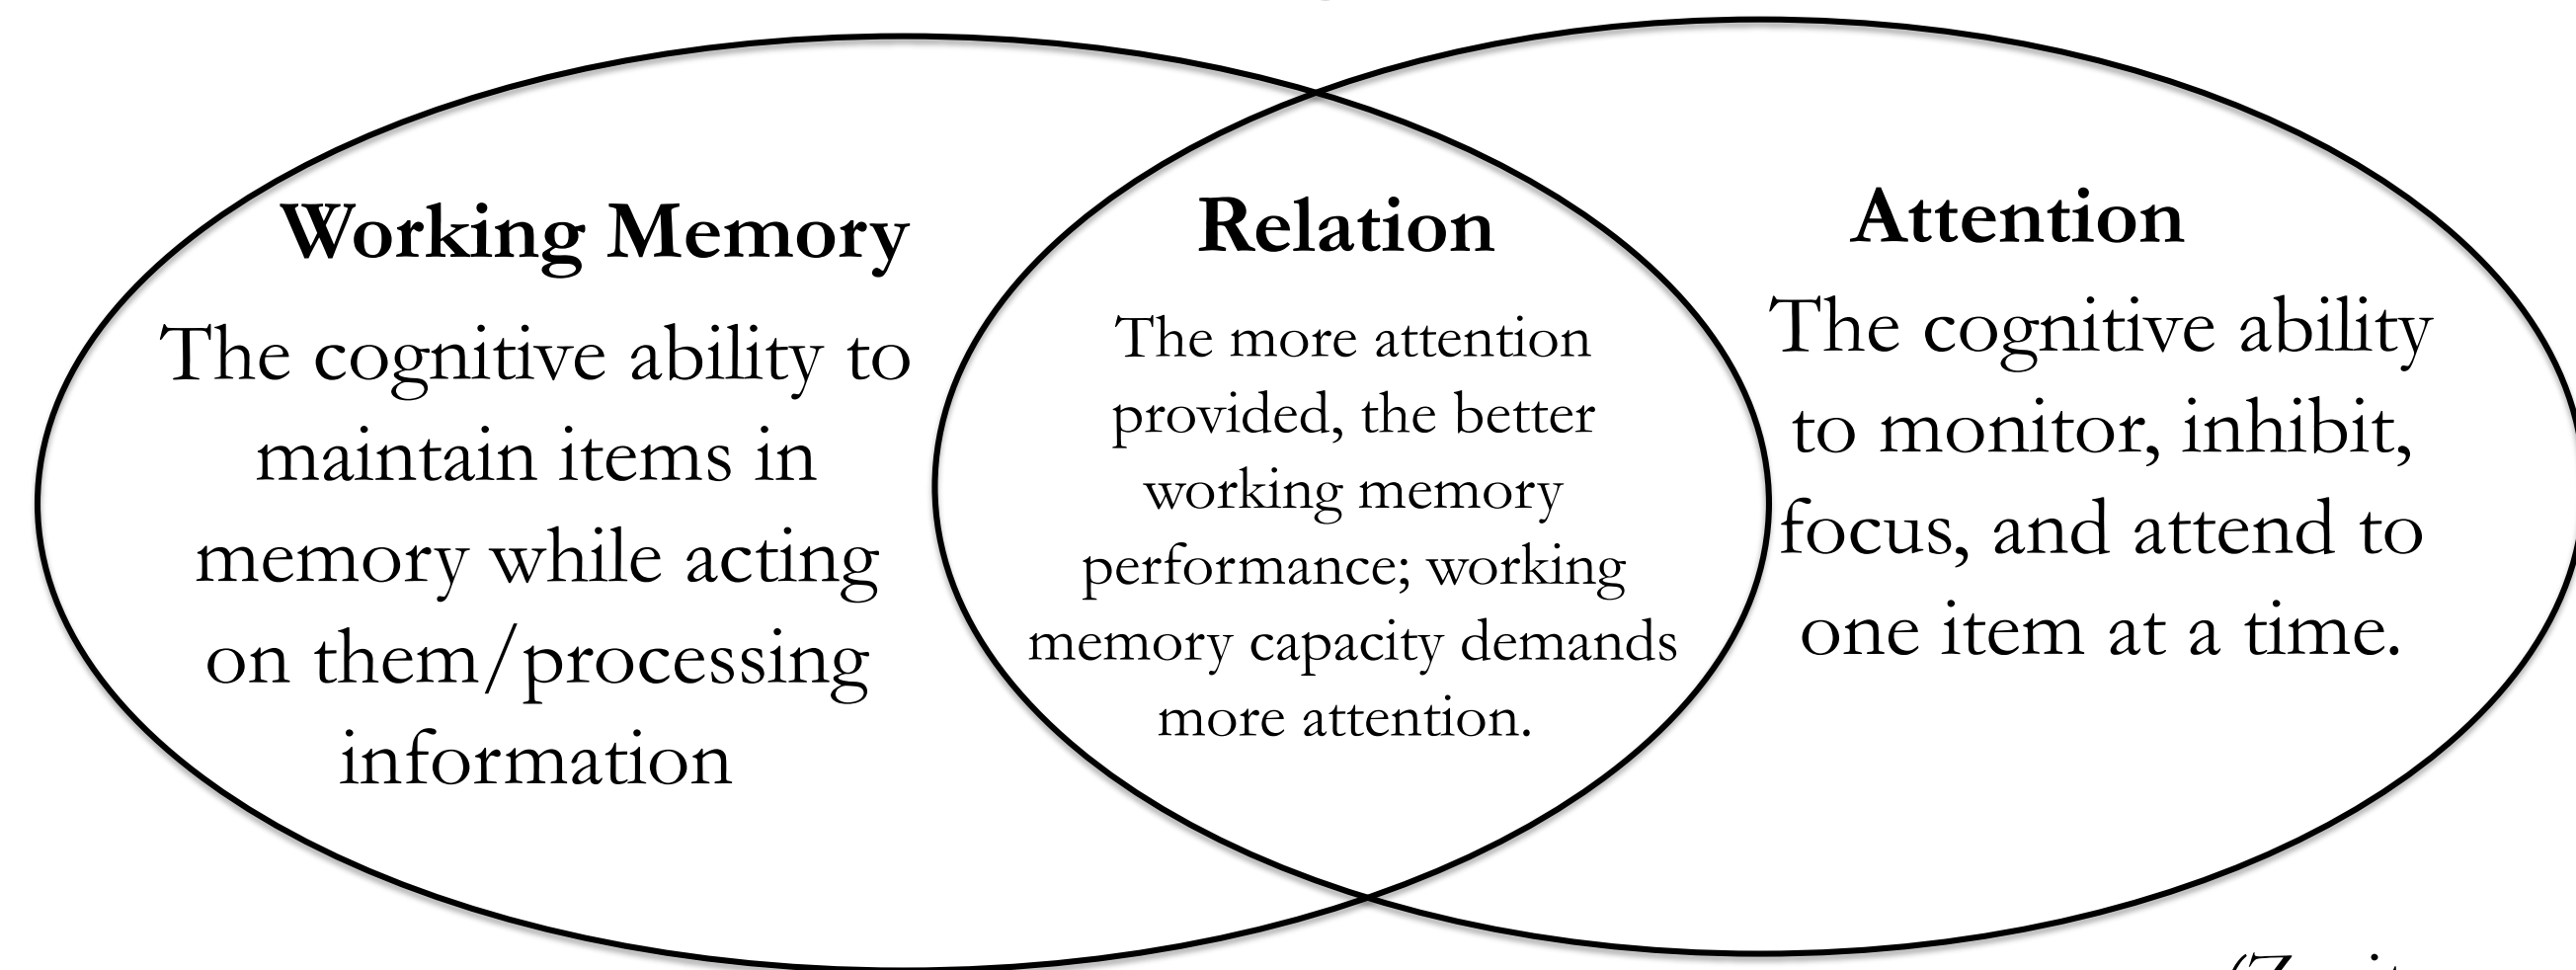 Working Memory
The cognitive ability to
maintain items in
memory while acting
on them/processing
information
Relation
The more attention
provided, the better
working memory
performance; working
memory capacity demands
more attention.
Attention
The cognitive ability
to monitor, inhibit,
focus, and attend to
one item at a time.